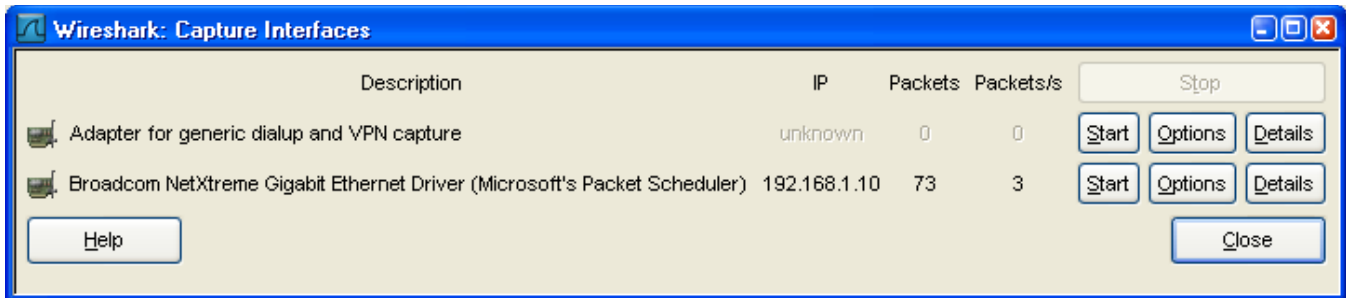 Wireshark: Capture Interfaces
Description IP Packets Packets/s Stop
Adapter for generic dialup and VPN capture unknown 0 0 Start Options Details
Broadcom NetXtreme Gigabit Ethernet Driver (Microsoft's Packet Scheduler) 192.168.1.10 73 3 Start Options Details
Help Close